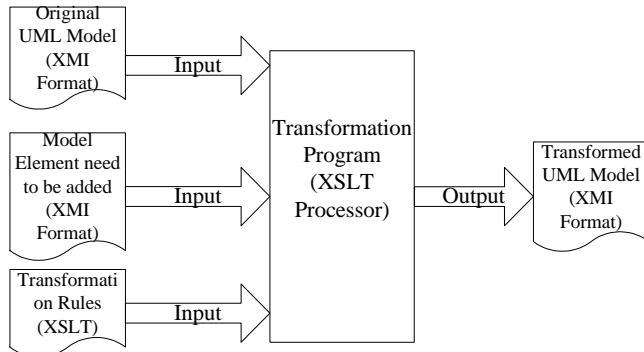 Original
UML Model
(XMI
Format)
Input
Model
Element need
to be added
(XMI
Format)
Input
Transformati
on Rules
(XSLT)
Input
Transformation
Program
(XSLT
Processor)
Output
Transformed
UML Model
(XMI
Format)